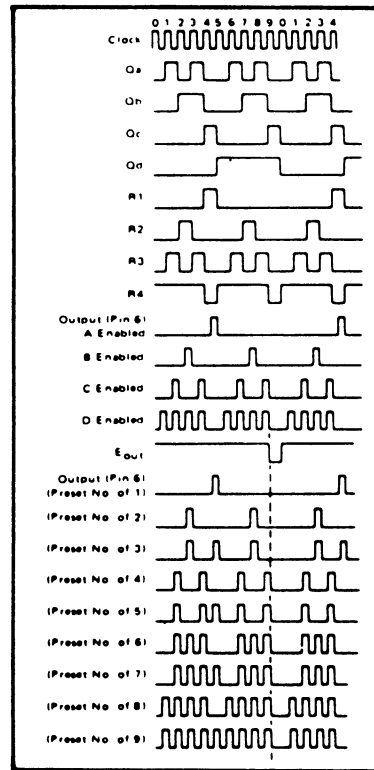 0 1 2 3 4 5 6 7 8 9 0 1 2 3 4
Clock
Qa
Qb
Qc
Qd
R1
R2
R3
R4
Output (Pin 6)
A Enabled
B Enabled
C Enabled
D Enabled
Eout
Output (Pin 6)
(Preset No. of 1)
(Preset No. of 2)
(Preset No. of 3)
(Preset No. of 4)
(Preset No. of 5)
(Preset No. of 6)
(Preset No. of 7)
(Preset No. of 8)
(Preset No. of 9)